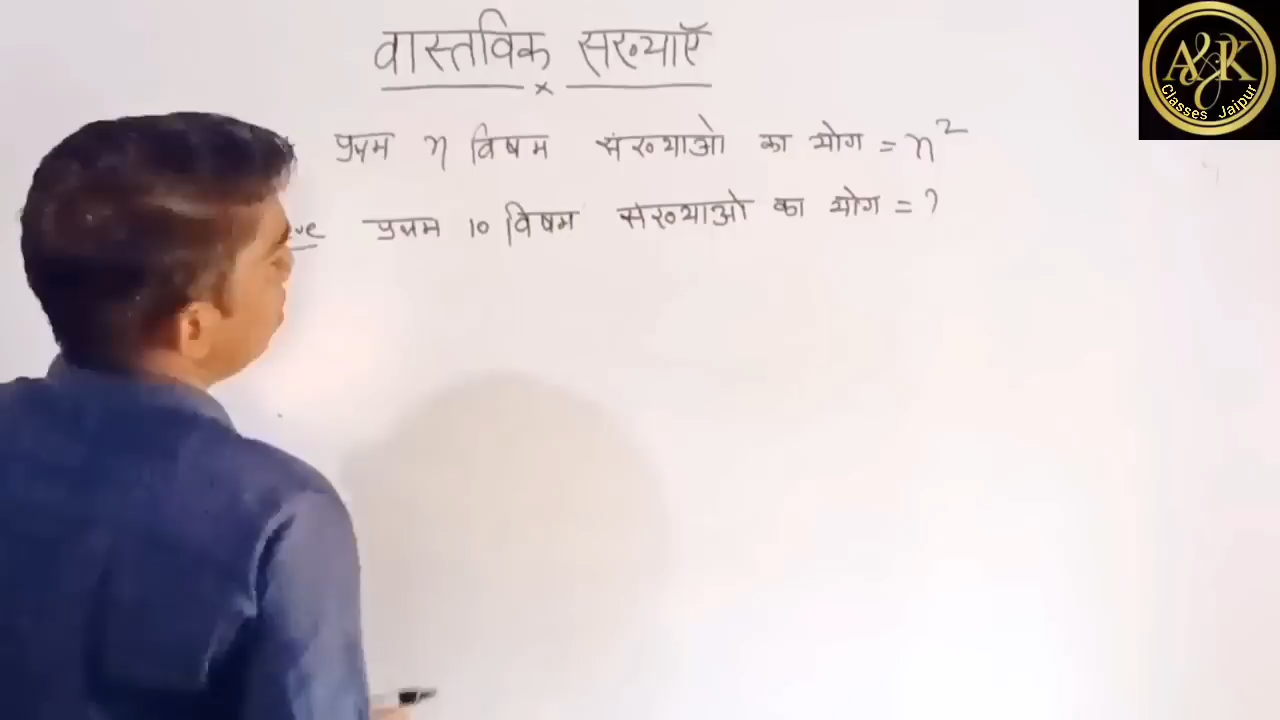 वास्तविक संख्याएँ
प्रथम n विषम संख्याओ का योग = n²
प्रथम 10 विषम संख्याओ का योग = ?
A&K
Classes Jaipur